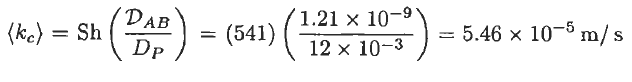 ⟨k_c⟩ = Sh (𝒟_AB / D_P) = (541) (1.21 × 10⁻⁹ / 12 × 10⁻³) = 5.46 × 10⁻⁵ m/s